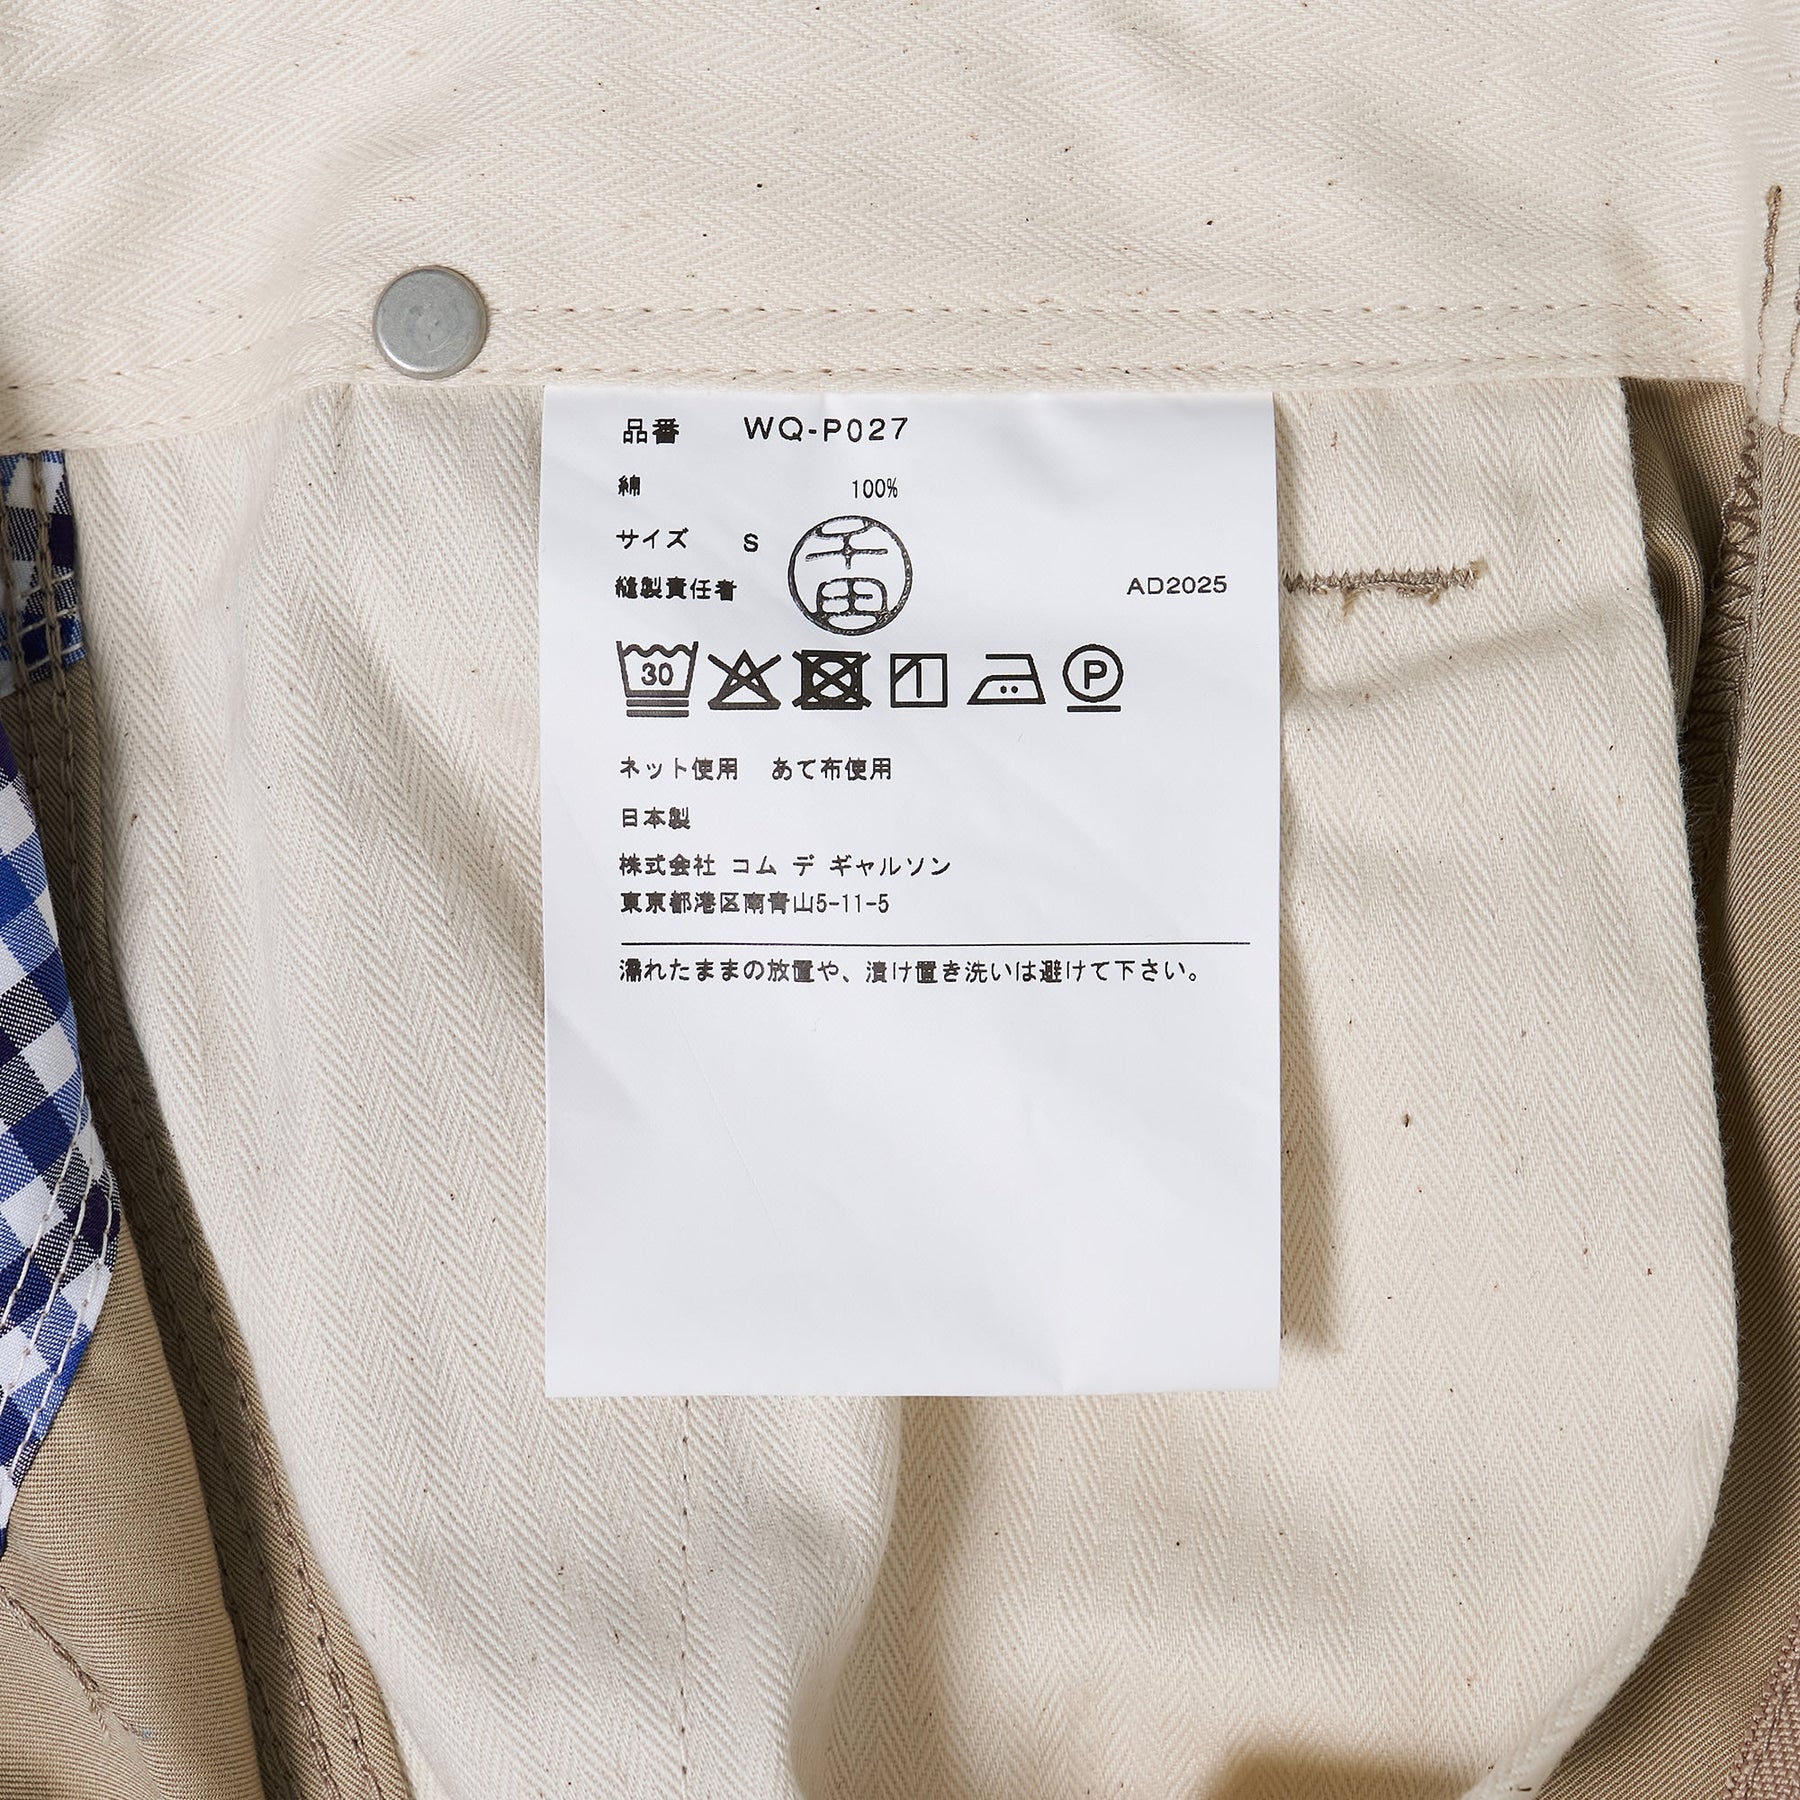 品番 WQ-P027
綿 100%
サイズ S
縫製責任者 千田 AD2025
30 P
ネット使用 あて布使用
日本製
株式会社 コム デ ギャルソン
東京都港区南青山5-11-5
濡れたままの放置や、漬け置き洗いは避けて下さい。